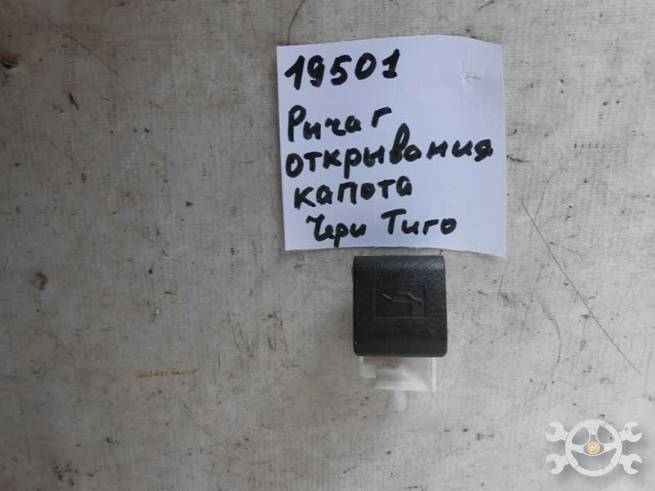 19501
Ричаг
открывания
капота
Чери Тиго